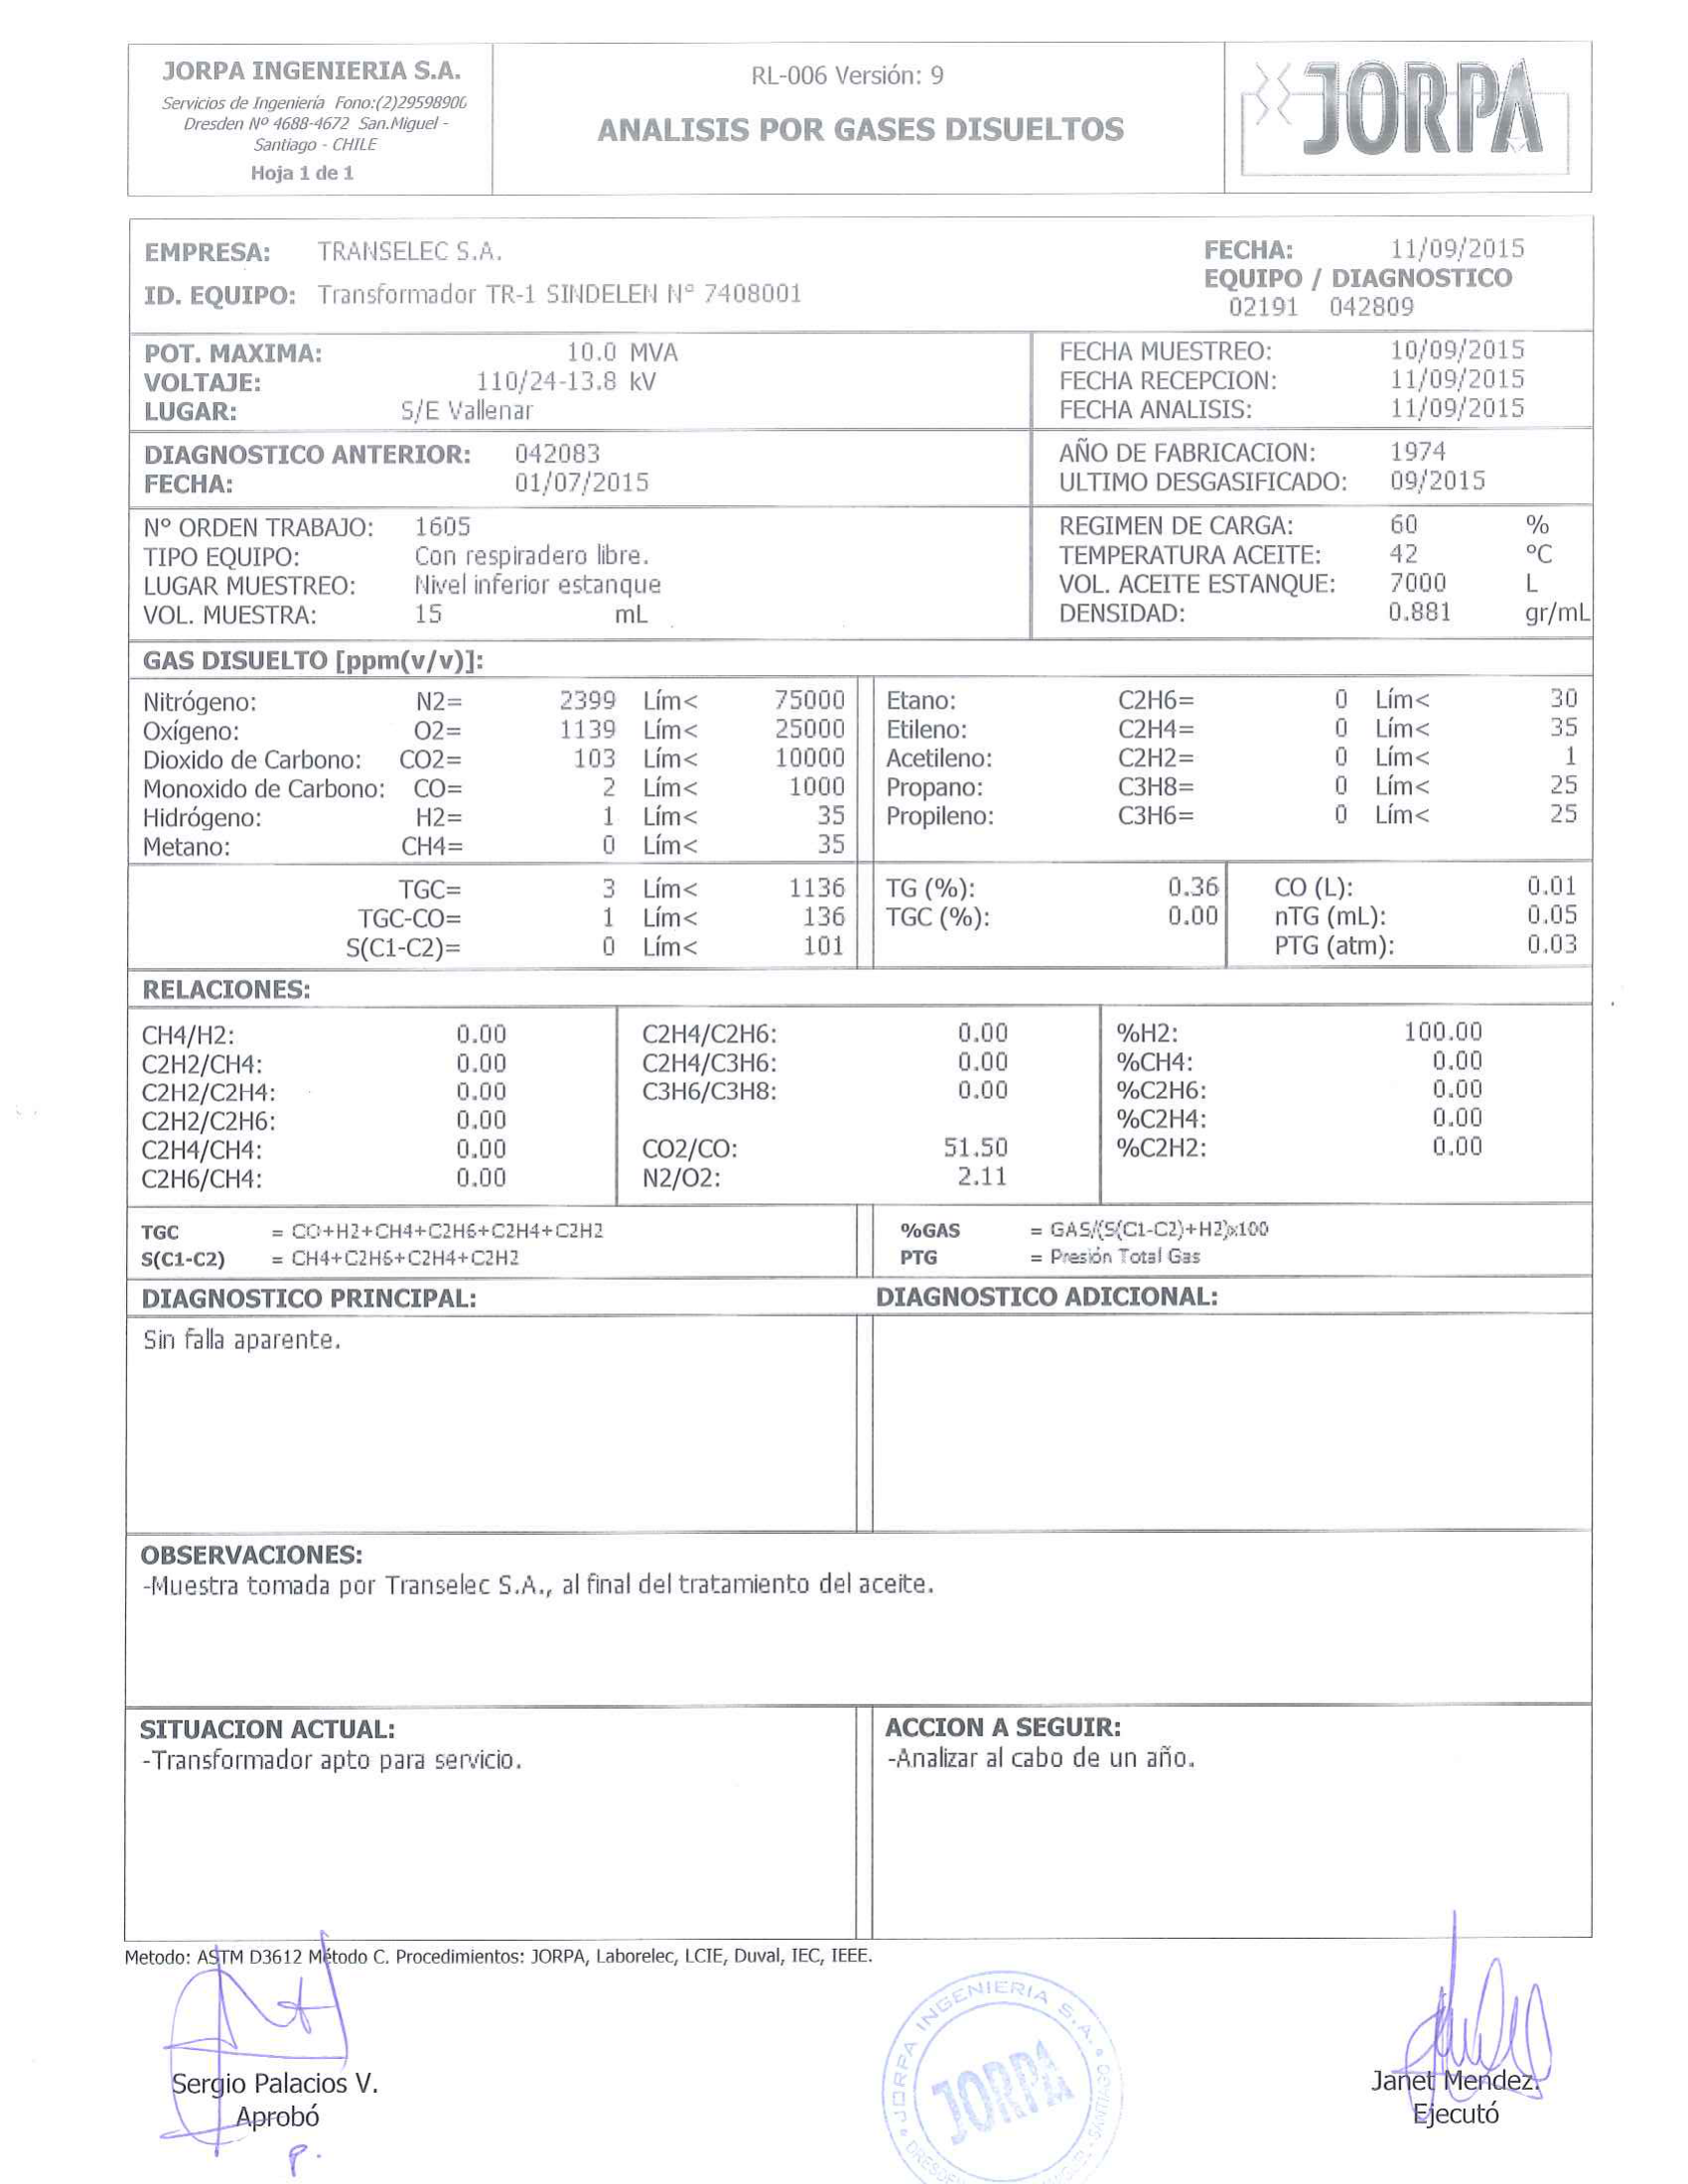 JORPA INGENIERIA S.A.
Servicios de Ingeniería Fono:(2)29598900
Dresden Nº 4688-4672 San.Miguel -
Santiago - CHILE
Hoja 1 de 1
RL-006 Versión: 9
ANALISIS POR GASES DISUELTOS
JORPA
EMPRESA: TRANSELEC S.A.
ID. EQUIPO: Transformador TR-1 SINDELEN Nº 7408001
FECHA: 11/09/2015
EQUIPO / DIAGNOSTICO
02191 042809
POT. MAXIMA: 10.0 MVA
VOLTAJE: 110/24-13.8 kV
LUGAR: S/E Vallenar
FECHA MUESTREO: 10/09/2015
FECHA RECEPCION: 11/09/2015
FECHA ANALISIS: 11/09/2015
DIAGNOSTICO ANTERIOR: 042083
FECHA: 01/07/2015
AÑO DE FABRICACION: 1974
ULTIMO DESGASIFICADO: 09/2015
Nº ORDEN TRABAJO: 1605
TIPO EQUIPO: Con respiradero libre.
LUGAR MUESTREO: Nivel inferior estanque
VOL. MUESTRA: 15 mL
REGIMEN DE CARGA: 60 %
TEMPERATURA ACEITE: 42 ºC
VOL. ACEITE ESTANQUE: 7000 L
DENSIDAD: 0.881 gr/mL
GAS DISUELTO [ppm(v/v)]:
Nitrógeno: N2= 2399 Lím< 75000
Oxígeno: O2= 1139 Lím< 25000
Dioxido de Carbono: CO2= 103 Lím< 10000
Monoxido de Carbono: CO= 2 Lím< 1000
Hidrógeno: H2= 1 Lím< 35
Metano: CH4= 0 Lím< 35
Etano: C2H6= 0 Lím< 30
Etileno: C2H4= 0 Lím< 35
Acetileno: C2H2= 0 Lím< 1
Propano: C3H8= 0 Lím< 25
Propileno: C3H6= 0 Lím< 25
TGC= 3 Lím< 1136
TGC-CO= 1 Lím< 136
S(C1-C2)= 0 Lím< 101
TG (%): 0.36
TGC (%): 0.00
CO (L): 0.01
nTG (mL): 0.05
PTG (atm): 0.03
RELACIONES:
CH4/H2: 0.00
C2H2/CH4: 0.00
C2H2/C2H4: 0.00
C2H2/C2H6: 0.00
C2H4/CH4: 0.00
C2H6/CH4: 0.00
C2H4/C2H6: 0.00
C2H4/C3H6: 0.00
C3H6/C3H8: 0.00
CO2/CO: 51.50
N2/O2: 2.11
%H2: 100.00
%CH4: 0.00
%C2H6: 0.00
%C2H4: 0.00
%C2H2: 0.00
TGC = CO+H2+CH4+C2H6+C2H4+C2H2
S(C1-C2) = CH4+C2H6+C2H4+C2H2
%GAS = GAS/(S(C1-C2)+H2)x100
PTG = Presión Total Gas
DIAGNOSTICO PRINCIPAL:
Sin falla aparente.
DIAGNOSTICO ADICIONAL:
OBSERVACIONES:
-Muestra tomada por Transelec S.A., al final del tratamiento del aceite.
SITUACION ACTUAL:
-Transformador apto para servicio.
ACCION A SEGUIR:
-Analizar al cabo de un año.
Metodo: ASTM D3612 Método C. Procedimientos: JORPA, Laborelec, LCIE, Duval, IEC, IEEE.
Sergio Palacios V.
Aprobó
p.
JORPA INGENIERIA S.A.
JORPA
SANTIAGO
Janet Mendez.
Ejecutó